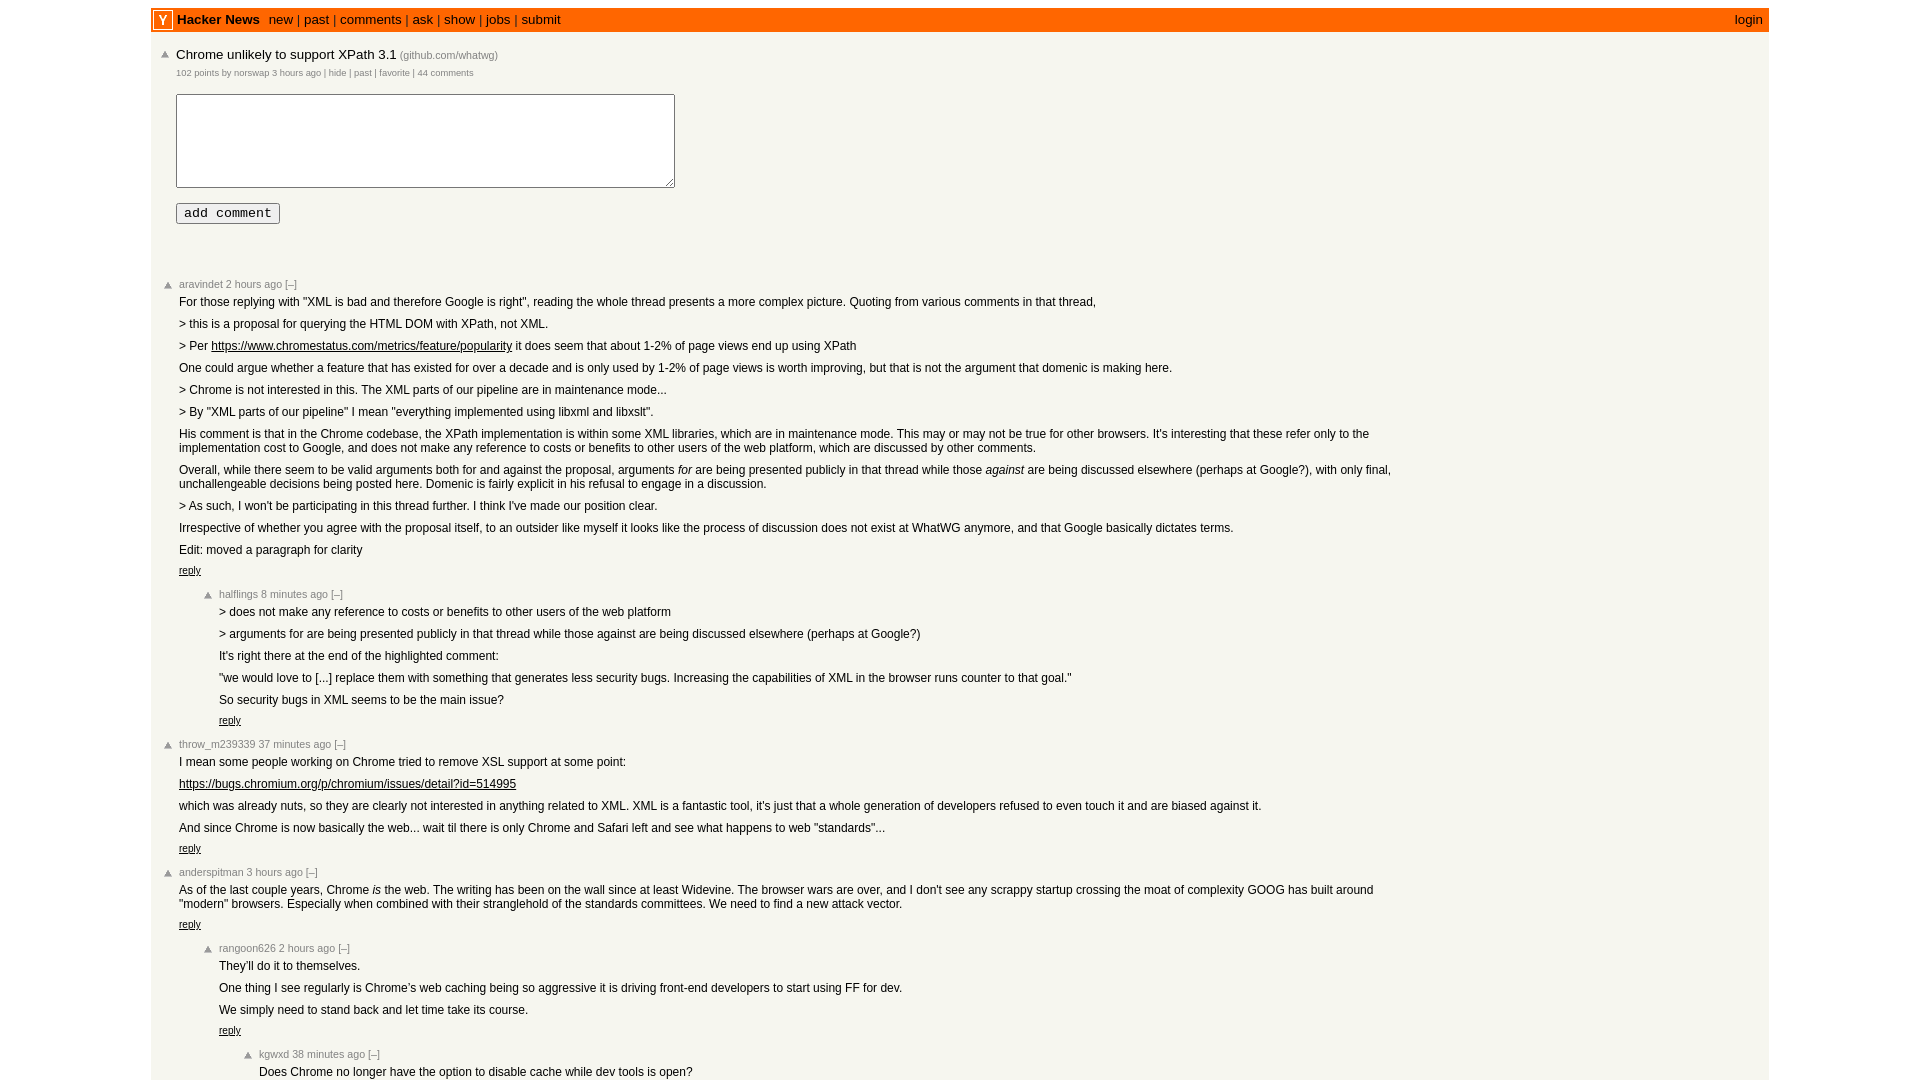 Y Hacker News new | past | comments | ask | show | jobs | submit login
Chrome unlikely to support XPath 3.1 (github.com/whatwg)
102 points by norswap 3 hours ago | hide | past | favorite | 44 comments
add comment
aravindet 2 hours ago [–]
For those replying with "XML is bad and therefore Google is right", reading the whole thread presents a more complex picture. Quoting from various comments in that thread,
> this is a proposal for querying the HTML DOM with XPath, not XML.
> Per https://www.chromestatus.com/metrics/feature/popularity it does seem that about 1-2% of page views end up using XPath
One could argue whether a feature that has existed for over a decade and is only used by 1-2% of page views is worth improving, but that is not the argument that domenic is making here.
> Chrome is not interested in this. The XML parts of our pipeline are in maintenance mode...
> By "XML parts of our pipeline" I mean "everything implemented using libxml and libxslt".
His comment is that in the Chrome codebase, the XPath implementation is within some XML libraries, which are in maintenance mode. This may or may not be true for other browsers. It's interesting that these refer only to the
implementation cost to Google, and does not make any reference to costs or benefits to other users of the web platform, which are discussed by other comments.
Overall, while there seem to be valid arguments both for and against the proposal, arguments for are being presented publicly in that thread while those against are being discussed elsewhere (perhaps at Google?), with only final,
unchallengeable decisions being posted here. Domenic is fairly explicit in his refusal to engage in a discussion.
> As such, I won't be participating in this thread further. I think I've made our position clear.
Irrespective of whether you agree with the proposal itself, to an outsider like myself it looks like the process of discussion does not exist at WhatWG anymore, and that Google basically dictates terms.
Edit: moved a paragraph for clarity
reply
halflings 8 minutes ago [–]
> does not make any reference to costs or benefits to other users of the web platform
> arguments for are being presented publicly in that thread while those against are being discussed elsewhere (perhaps at Google?)
It's right there at the end of the highlighted comment:
"we would love to [...] replace them with something that generates less security bugs. Increasing the capabilities of XML in the browser runs counter to that goal."
So security bugs in XML seems to be the main issue?
reply
throw_m239339 37 minutes ago [–]
I mean some people working on Chrome tried to remove XSL support at some point:
https://bugs.chromium.org/p/chromium/issues/detail?id=514995
which was already nuts, so they are clearly not interested in anything related to XML. XML is a fantastic tool, it's just that a whole generation of developers refused to even touch it and are biased against it.
And since Chrome is now basically the web... wait til there is only Chrome and Safari left and see what happens to web "standards"...
reply
anderspitman 3 hours ago [–]
As of the last couple years, Chrome is the web. The writing has been on the wall since at least Widevine. The browser wars are over, and I don't see any scrappy startup crossing the moat of complexity GOOG has built around
"modern" browsers. Especially when combined with their stranglehold of the standards committees. We need to find a new attack vector.
reply
rangoon626 2 hours ago [–]
They’ll do it to themselves.
One thing I see regularly is Chrome’s web caching being so aggressive it is driving front-end developers to start using FF for dev.
We simply need to stand back and let time take its course.
reply
kgwxd 38 minutes ago [–]
Does Chrome no longer have the option to disable cache while dev tools is open?